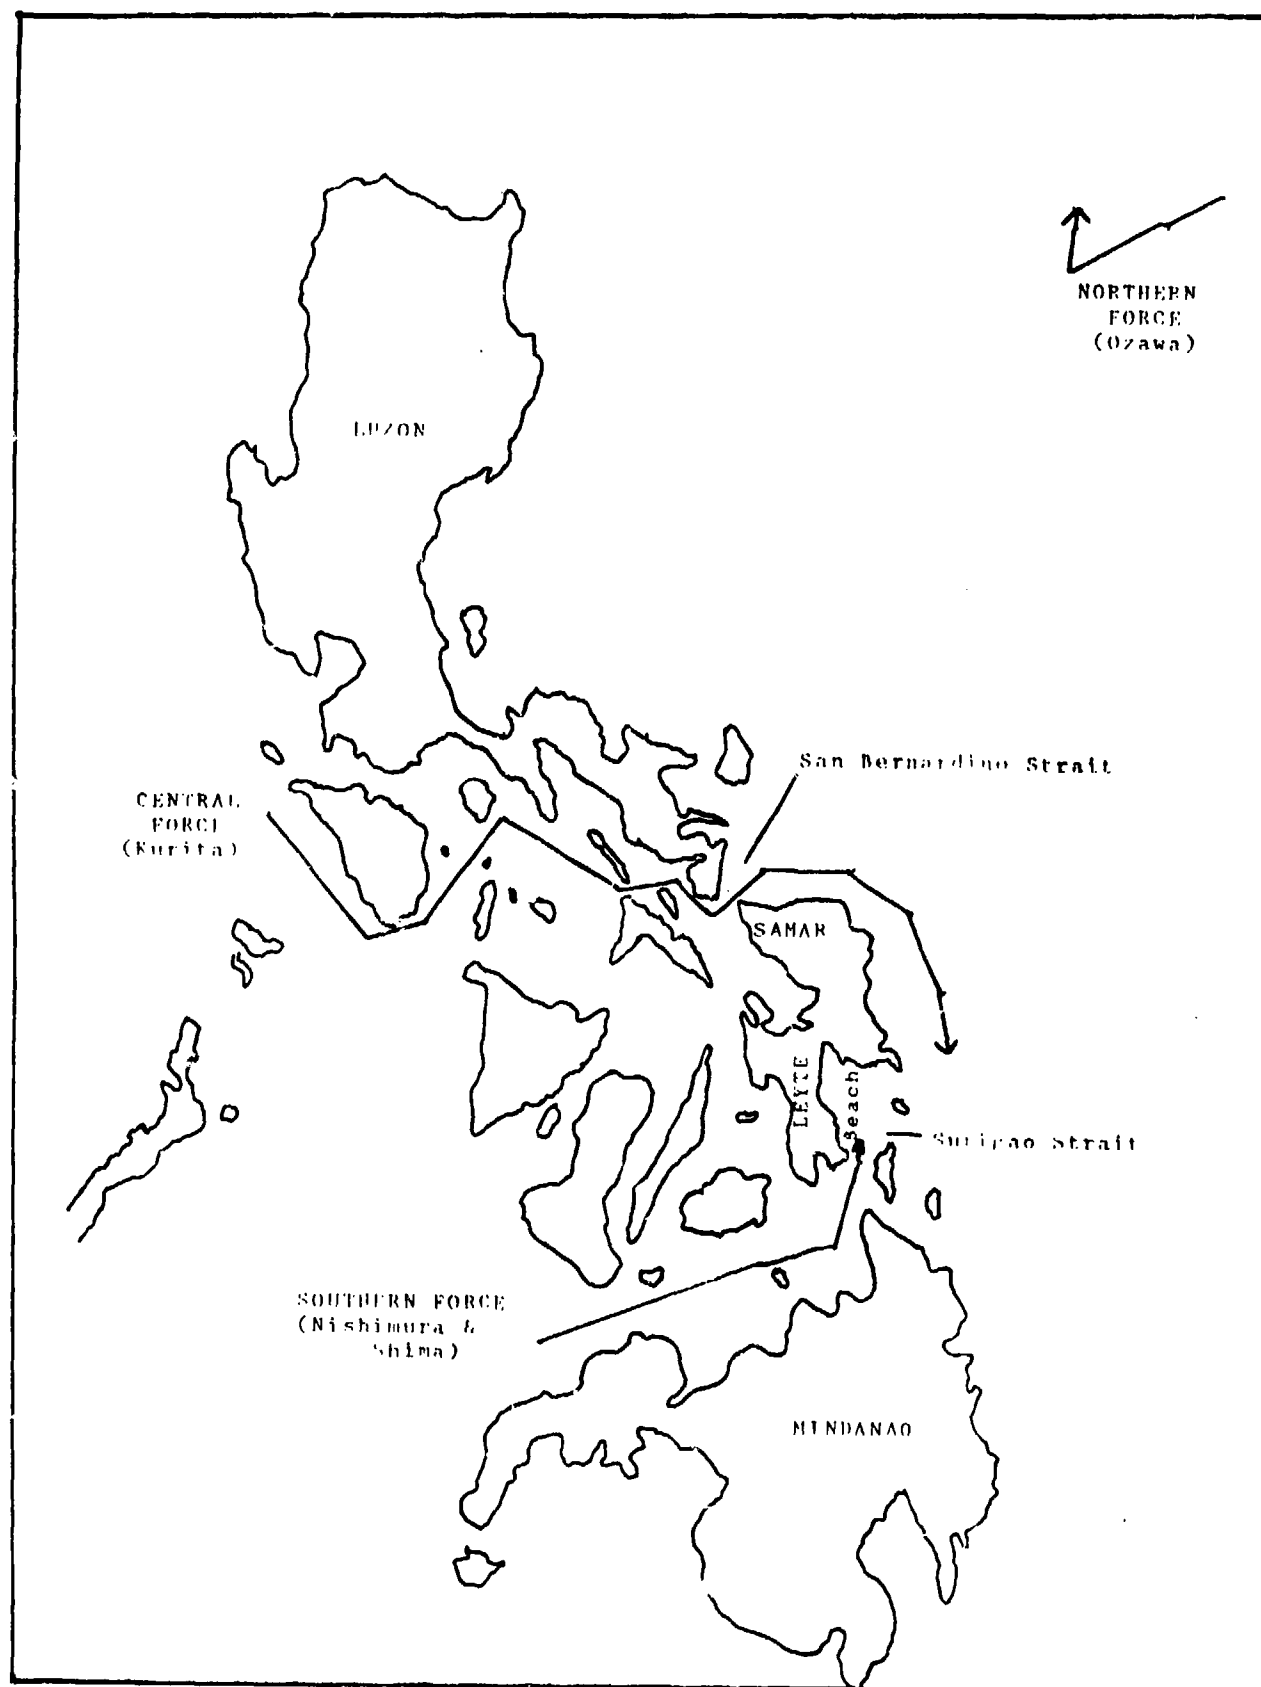 NORTHERN
FORCE
(Ozawa)
LUZON
San Bernardino Strait
CENTRAL
FORCE
(Kurita)
SAMAR
LEYTE
Beach
Surigao Strait
SOUTHERN FORCE
(Nishimura &
Shima)
MINDANAO